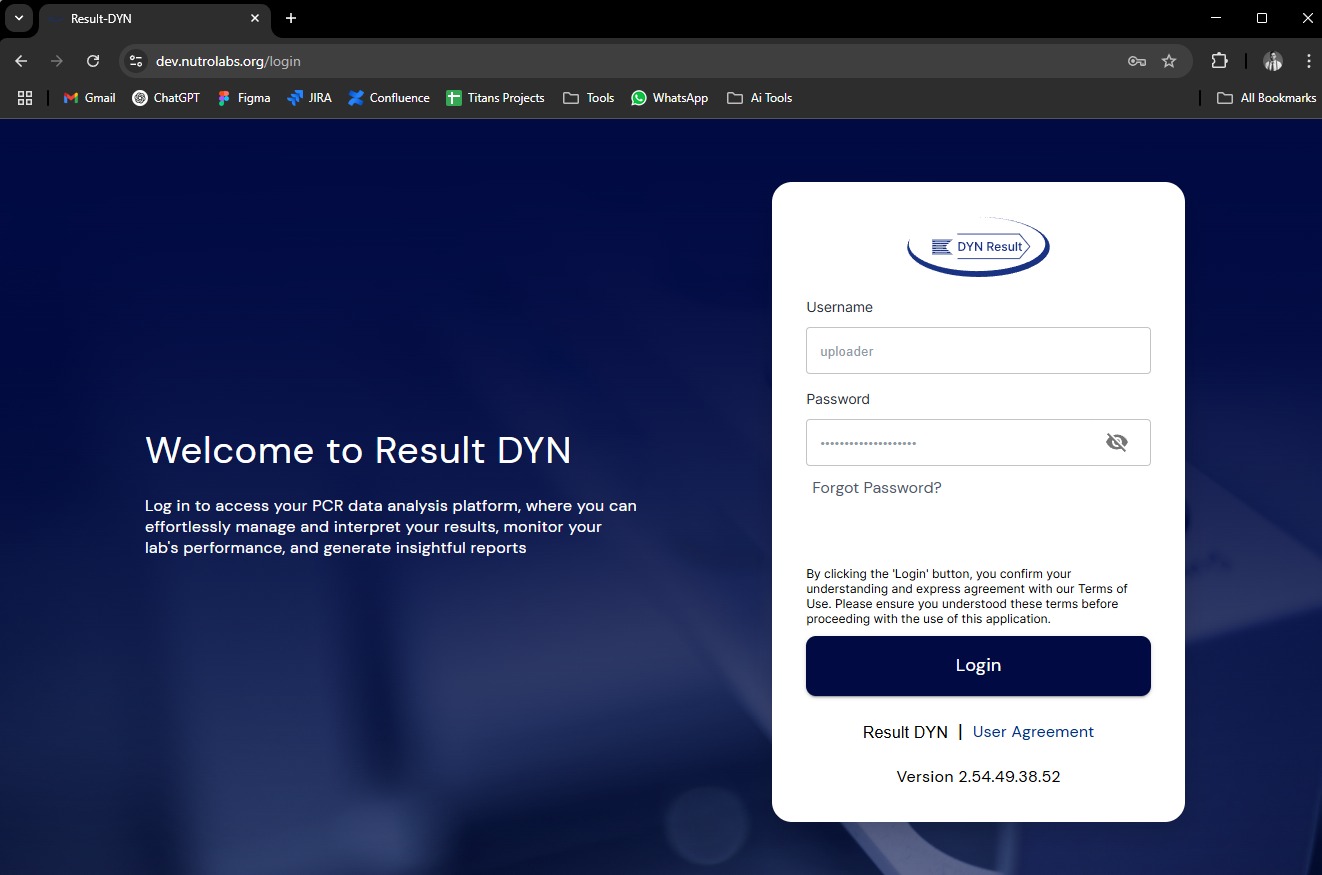 Result-DYN
dev.nutrolabs.org/login
Gmail
ChatGPT
Figma
JIRA
Confluence
Titans Projects
Tools
WhatsApp
Ai Tools
All Bookmarks
Welcome to Result DYN
Log in to access your PCR data analysis platform, where you can
effortlessly manage and interpret your results, monitor your
lab's performance, and generate insightful reports
DYN Result
Username
uploader
Password
Forgot Password?
By clicking the 'Login' button, you confirm your
understanding and express agreement with our Terms of
Use. Please ensure you understood these terms before
proceeding with the use of this application.
Login
Result DYN | User Agreement
Version 2.54.49.38.52